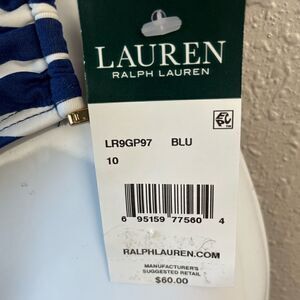 LAUREN
RALPH LAUREN
LR9GP97 BLU
10
6 95159 77560 4
RALPHLAUREN.COM
MANUFACTURER'S
SUGGESTED RETAIL
$60.00